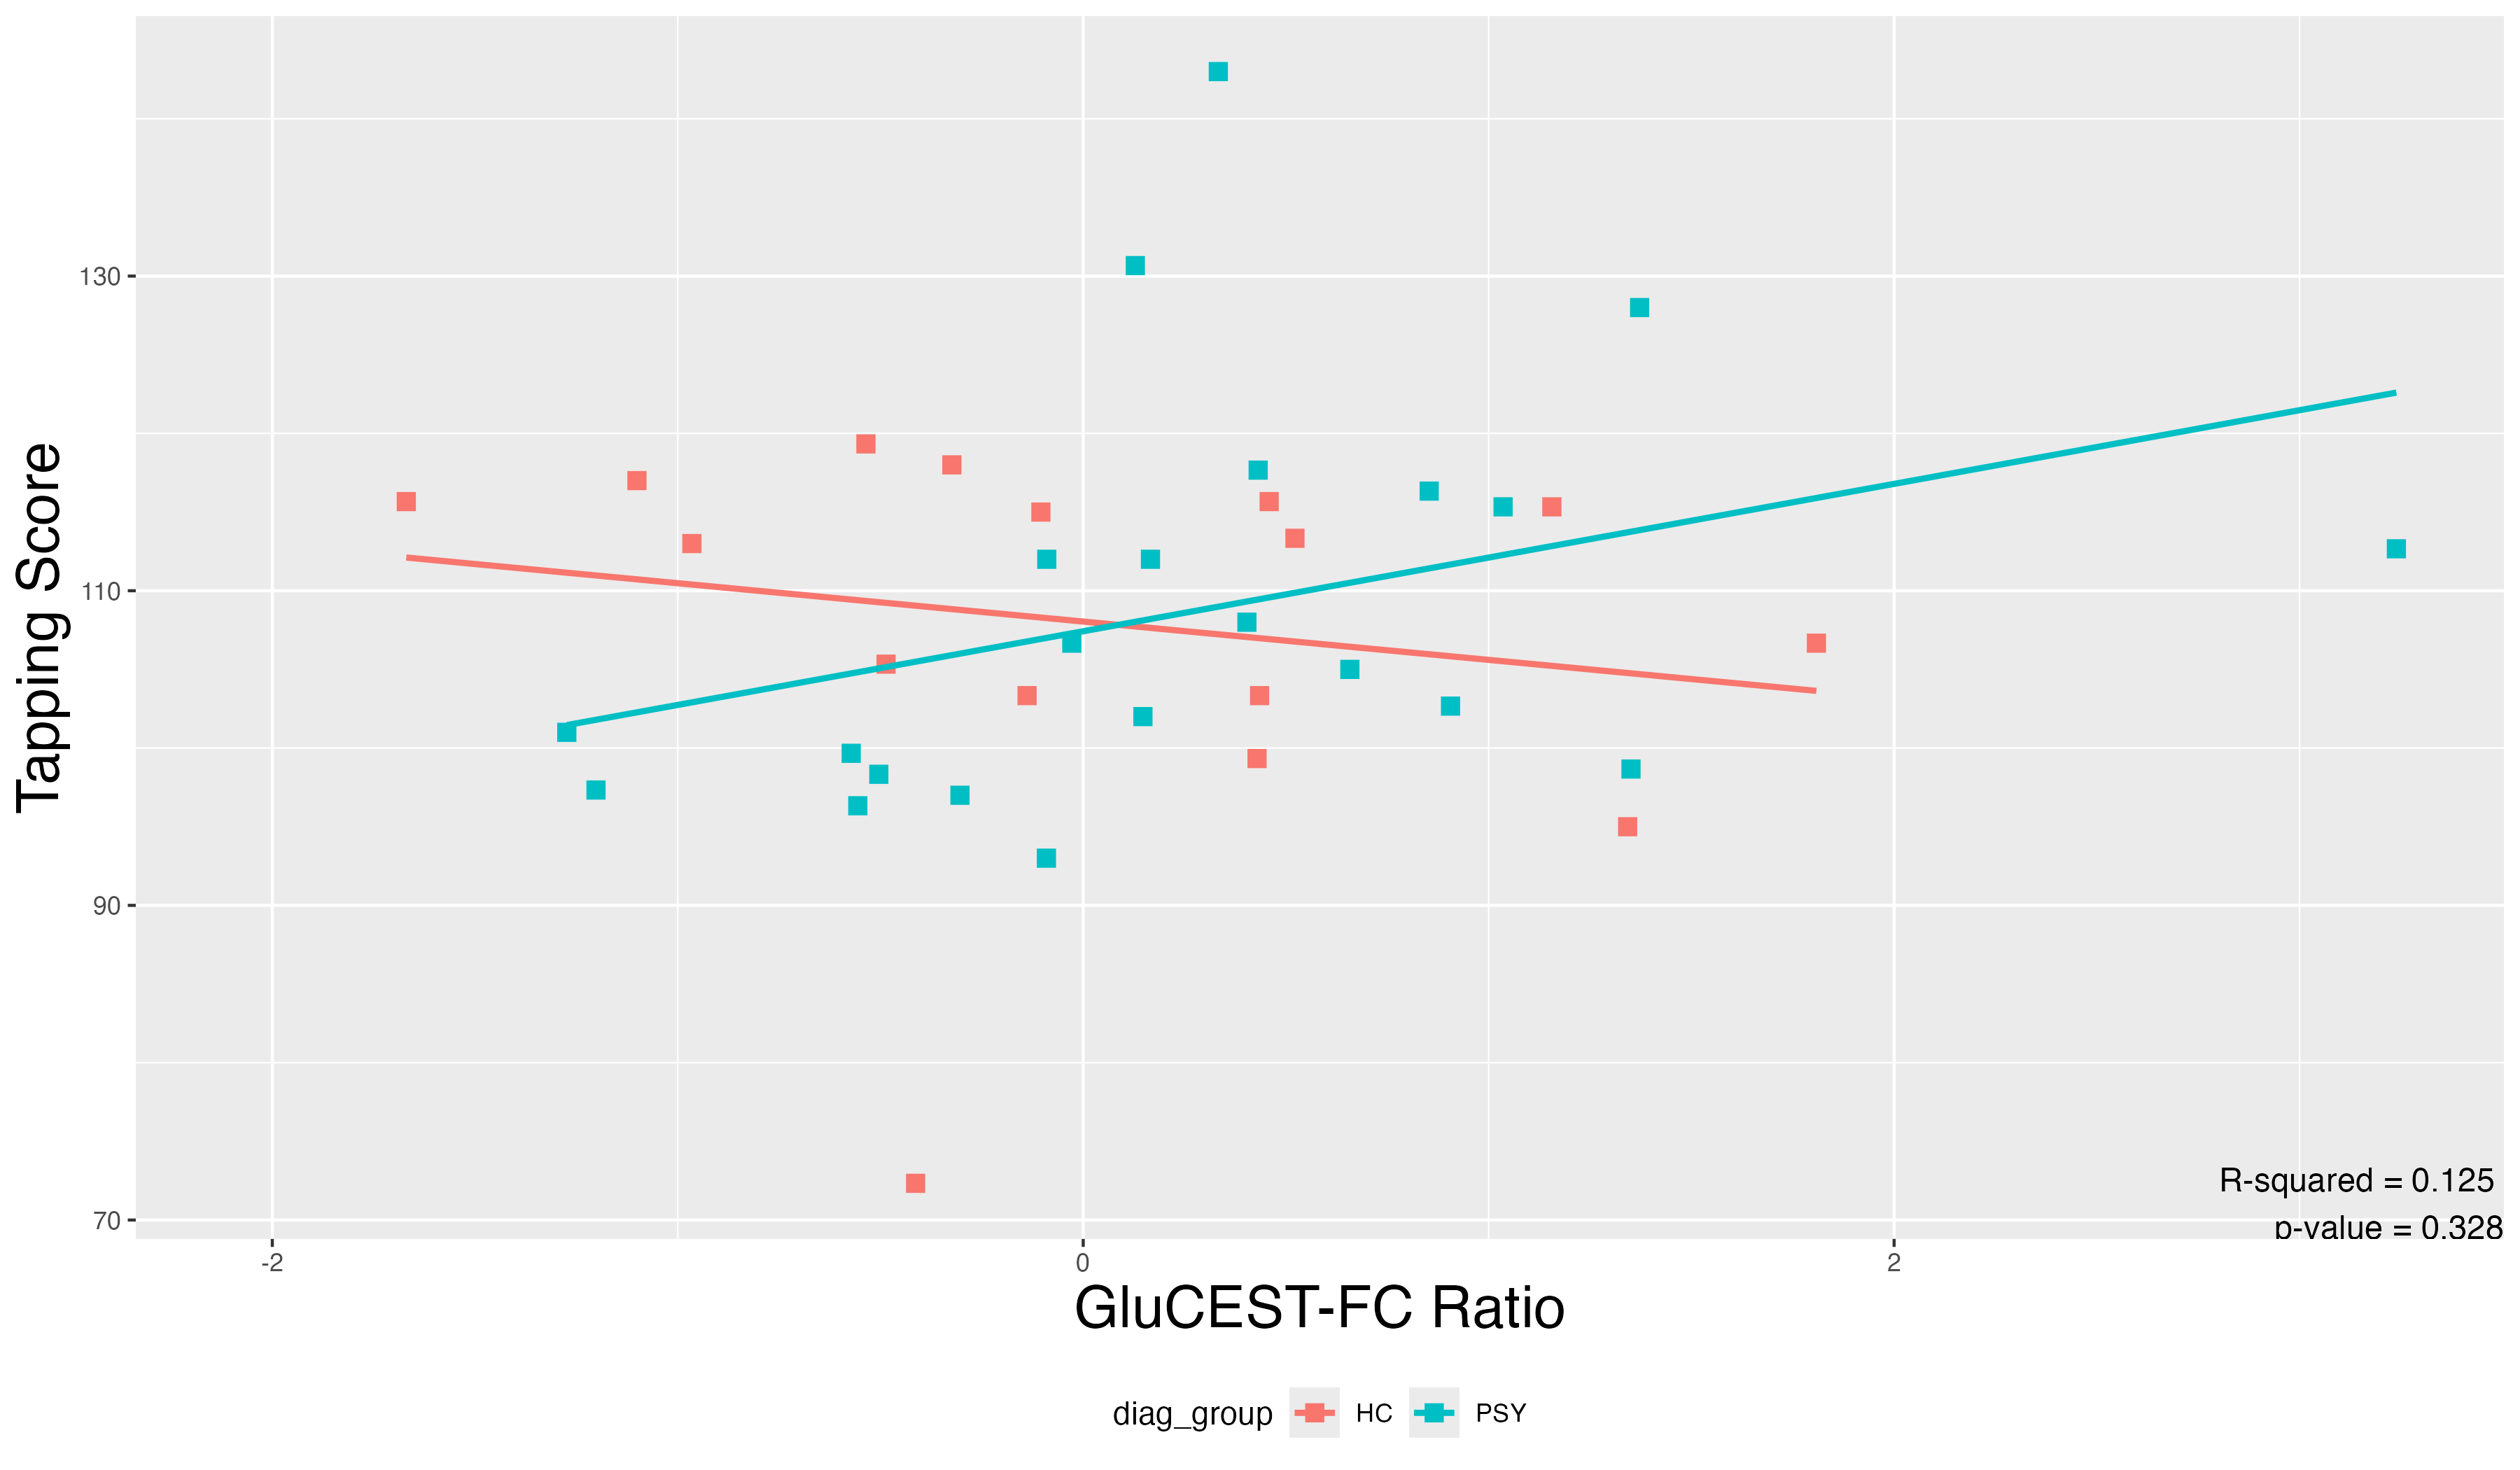 Tapping Score
130
110
90
70
R-squared = 0.125
p-value = 0.328
-2
0
2
GluCEST-FC Ratio
diag_group
HC
PSY